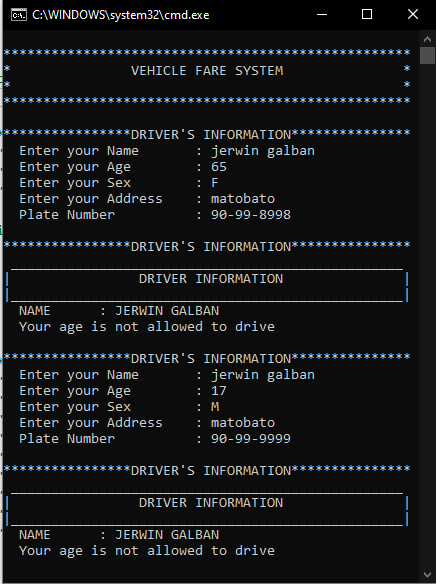 C:\WINDOWS\system32\cmd.exe
***************************************************
*               VEHICLE FARE SYSTEM               *
*                                                 *
***************************************************
****************DRIVER'S INFORMATION***************
Enter your Name       : jerwin galban
Enter your Age        : 65
Enter your Sex        : F
Enter your Address    : matobato
Plate Number          : 90-99-8998
****************DRIVER'S INFORMATION***************
DRIVER INFORMATION
NAME      : JERWIN GALBAN
Your age is not allowed to drive
****************DRIVER'S INFORMATION***************
Enter your Name       : jerwin galban
Enter your Age        : 17
Enter your Sex        : M
Enter your Address    : matobato
Plate Number          : 90-99-9999
****************DRIVER'S INFORMATION***************
DRIVER INFORMATION
NAME      : JERWIN GALBAN
Your age is not allowed to drive